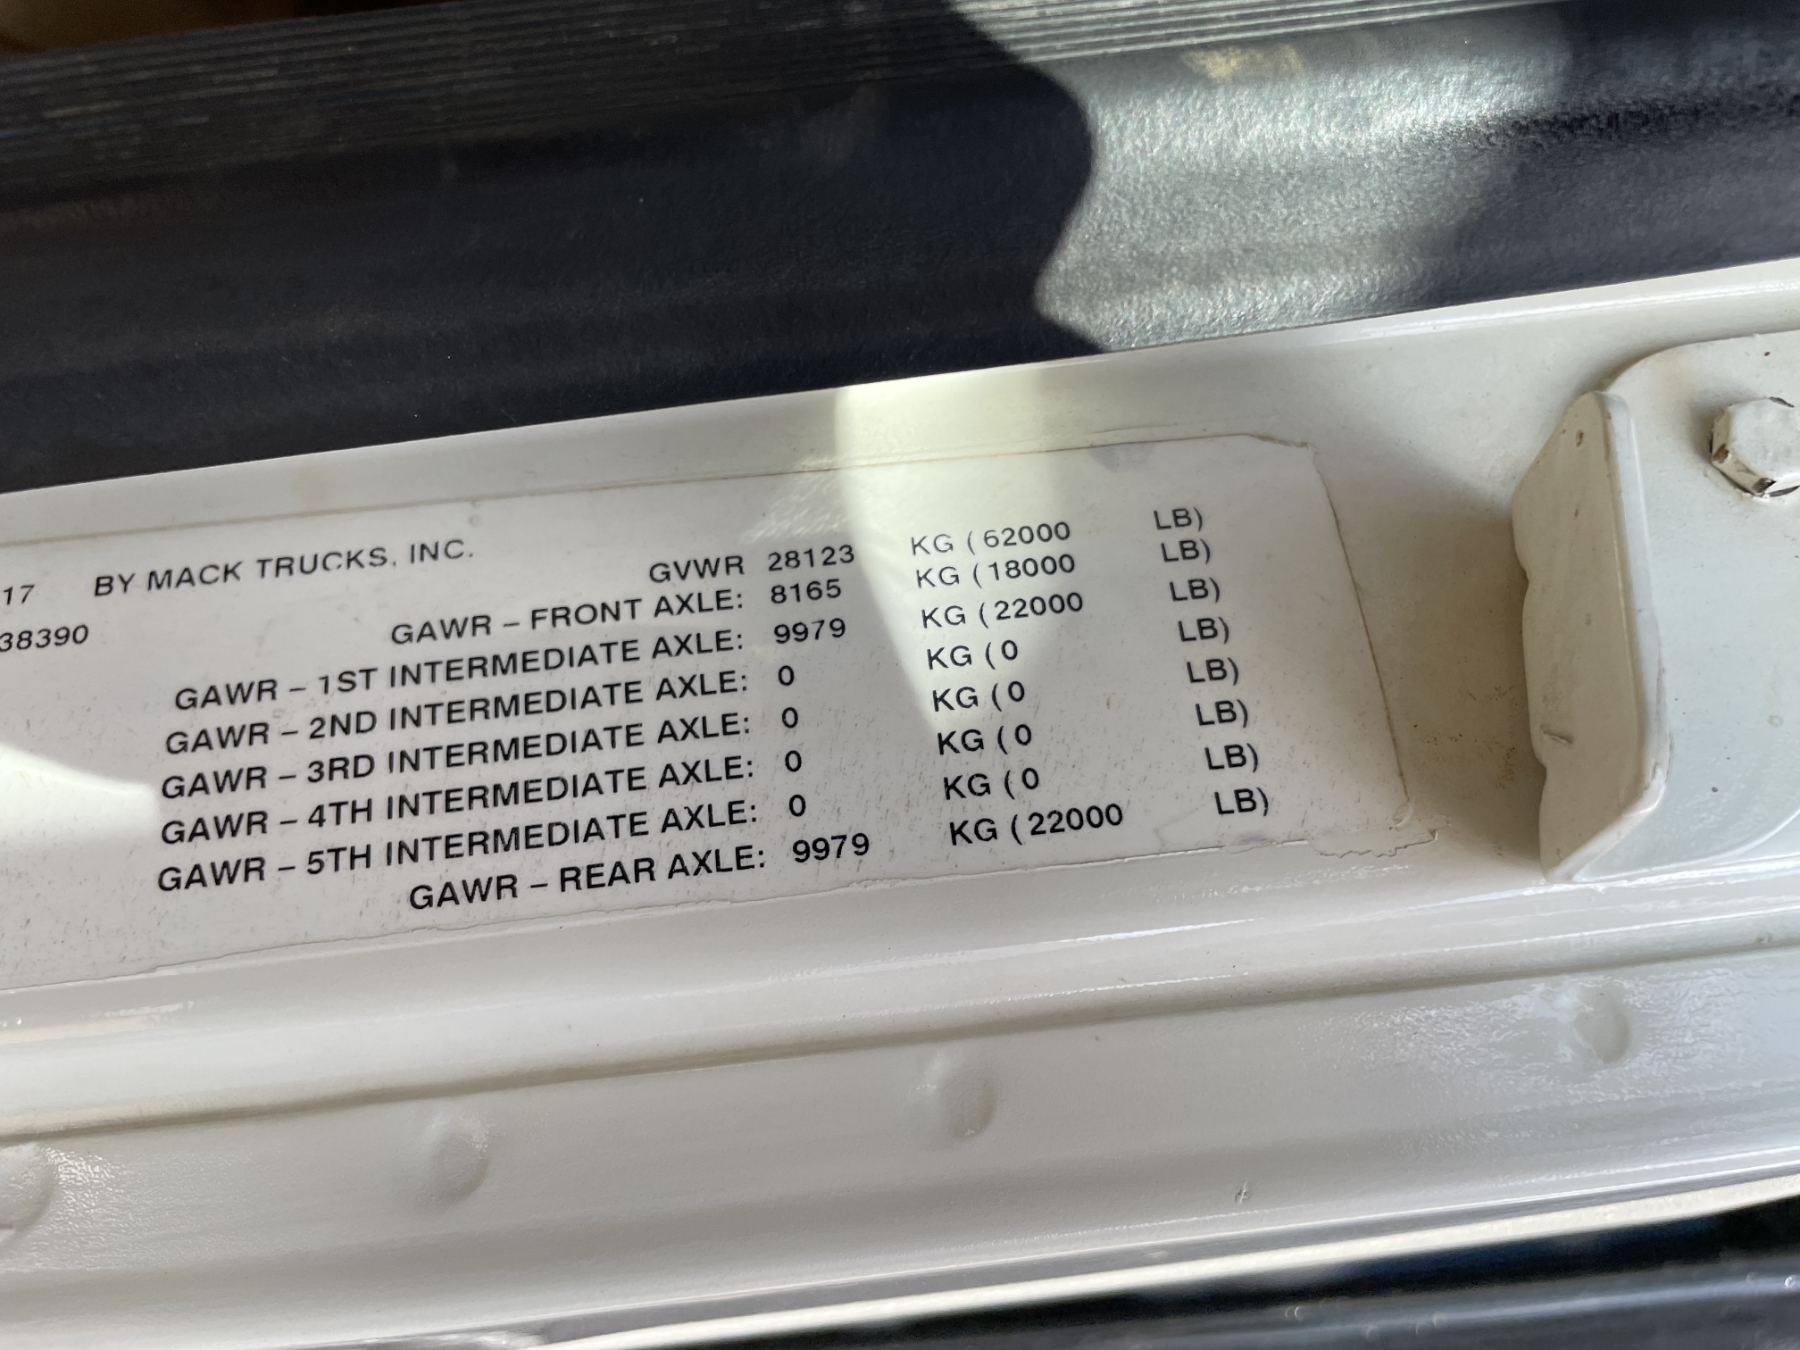 17 BY MACK TRUCKS, INC.
38390
GVWR 28123 KG (62000 LB)
GAWR – FRONT AXLE: 8165 KG (18000 LB)
GAWR – 1ST INTERMEDIATE AXLE: 9979 KG (22000 LB)
GAWR – 2ND INTERMEDIATE AXLE: 0 KG (0 LB)
GAWR – 3RD INTERMEDIATE AXLE: 0 KG (0 LB)
GAWR – 4TH INTERMEDIATE AXLE: 0 KG (0 LB)
GAWR – 5TH INTERMEDIATE AXLE: 0 KG (0 LB)
GAWR – REAR AXLE: 9979 KG (22000 LB)